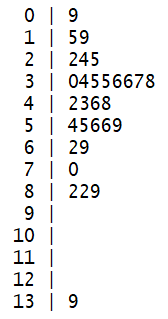 0 | 9
1 | 59
2 | 245
3 | 04556678
4 | 2368
5 | 45669
6 | 29
7 | 0
8 | 229
9 |
10 |
11 |
12 |
13 | 9